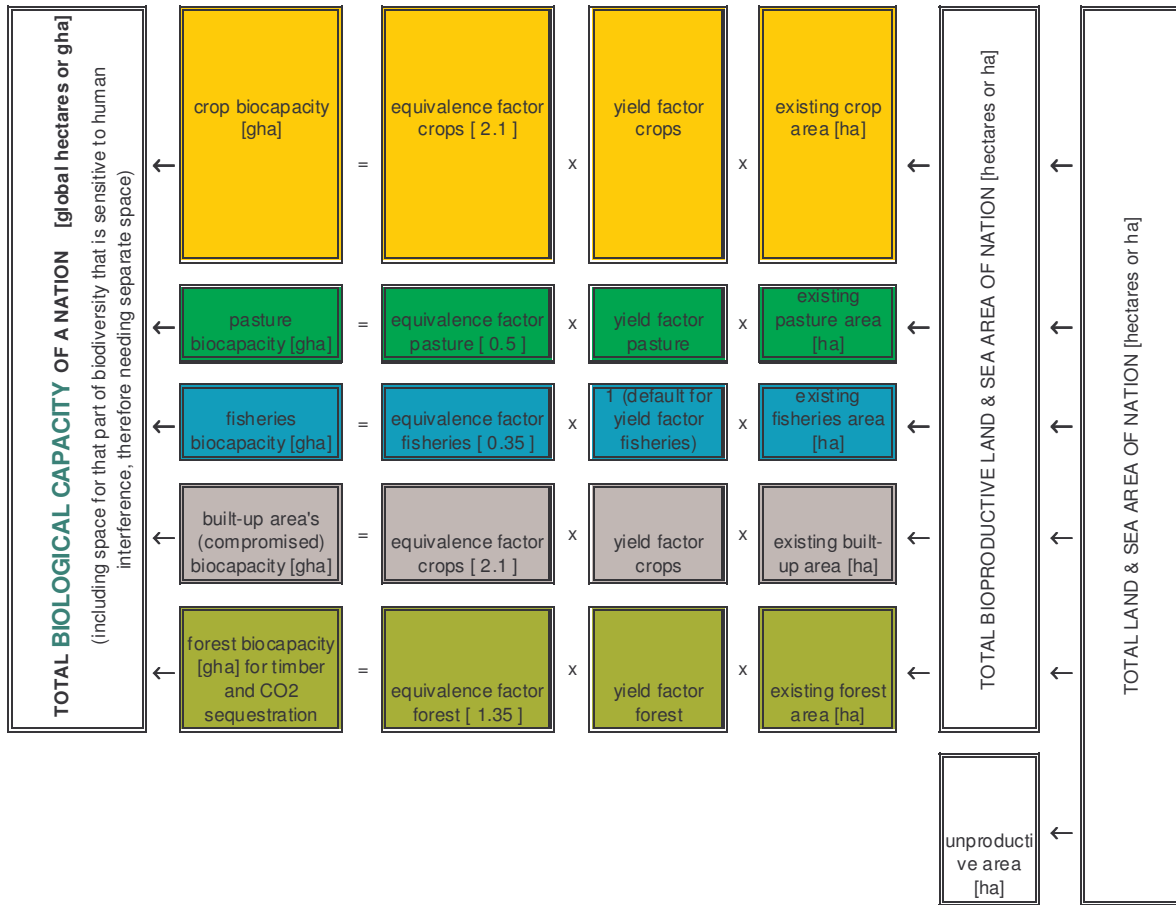 TOTAL BIOLOGICAL CAPACITY OF A NATION [global hectares or gha]
(including space for that part of biodiversity that is sensitive to human
interference, therefore needing separate space)
crop biocapacity
[gha]
=
equivalence factor
crops [ 2.1 ]
x
yield factor
crops
x
existing crop
area [ha]
pasture
biocapacity [gha]
=
equivalence factor
pasture [ 0.5 ]
x
yield factor
pasture
x
existing
pasture area
[ha]
fisheries
biocapacity [gha]
=
equivalence factor
fisheries [ 0.35 ]
x
1 (default for
yield factor
fisheries)
x
existing
fisheries area
[ha]
built-up area's
(compromised)
biocapacity [gha]
=
equivalence factor
crops [ 2.1 ]
x
yield factor
crops
x
existing built-
up area [ha]
forest biocapacity
[gha] for timber
and CO2
sequestration
=
equivalence factor
forest [ 1.35 ]
x
yield factor
forest
x
existing forest
area [ha]
TOTAL BIOPRODUCTIVE LAND & SEA AREA OF NATION [hectares or ha]
unproducti
ve area
[ha]
TOTAL LAND & SEA AREA OF NATION [hectares or ha]